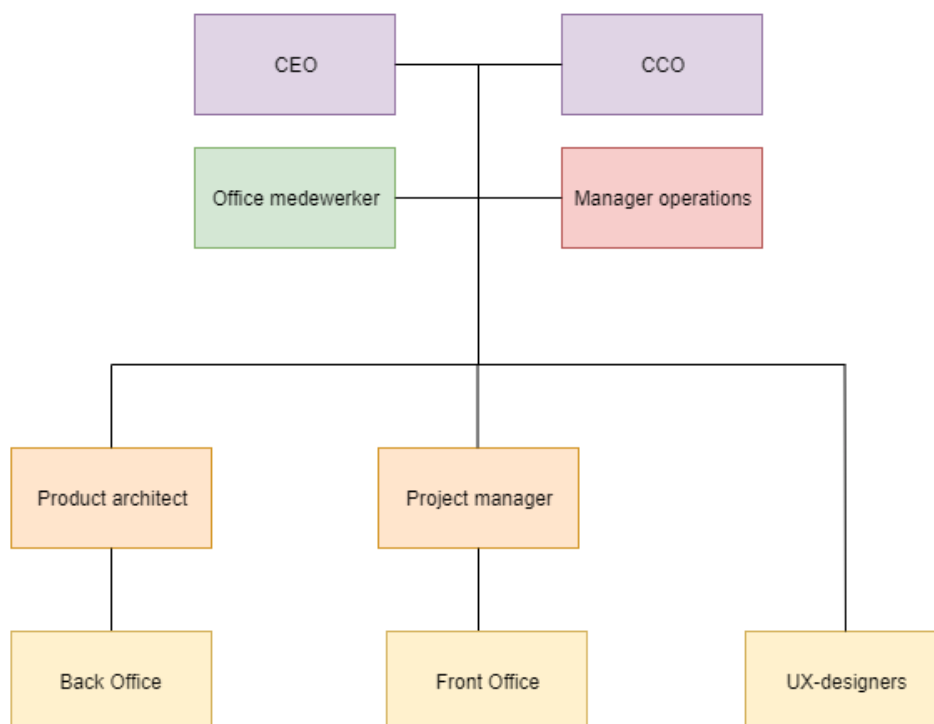 CEO
CCO
Office medewerker
Manager operations
Product architect
Project manager
Back Office
Front Office
UX-designers